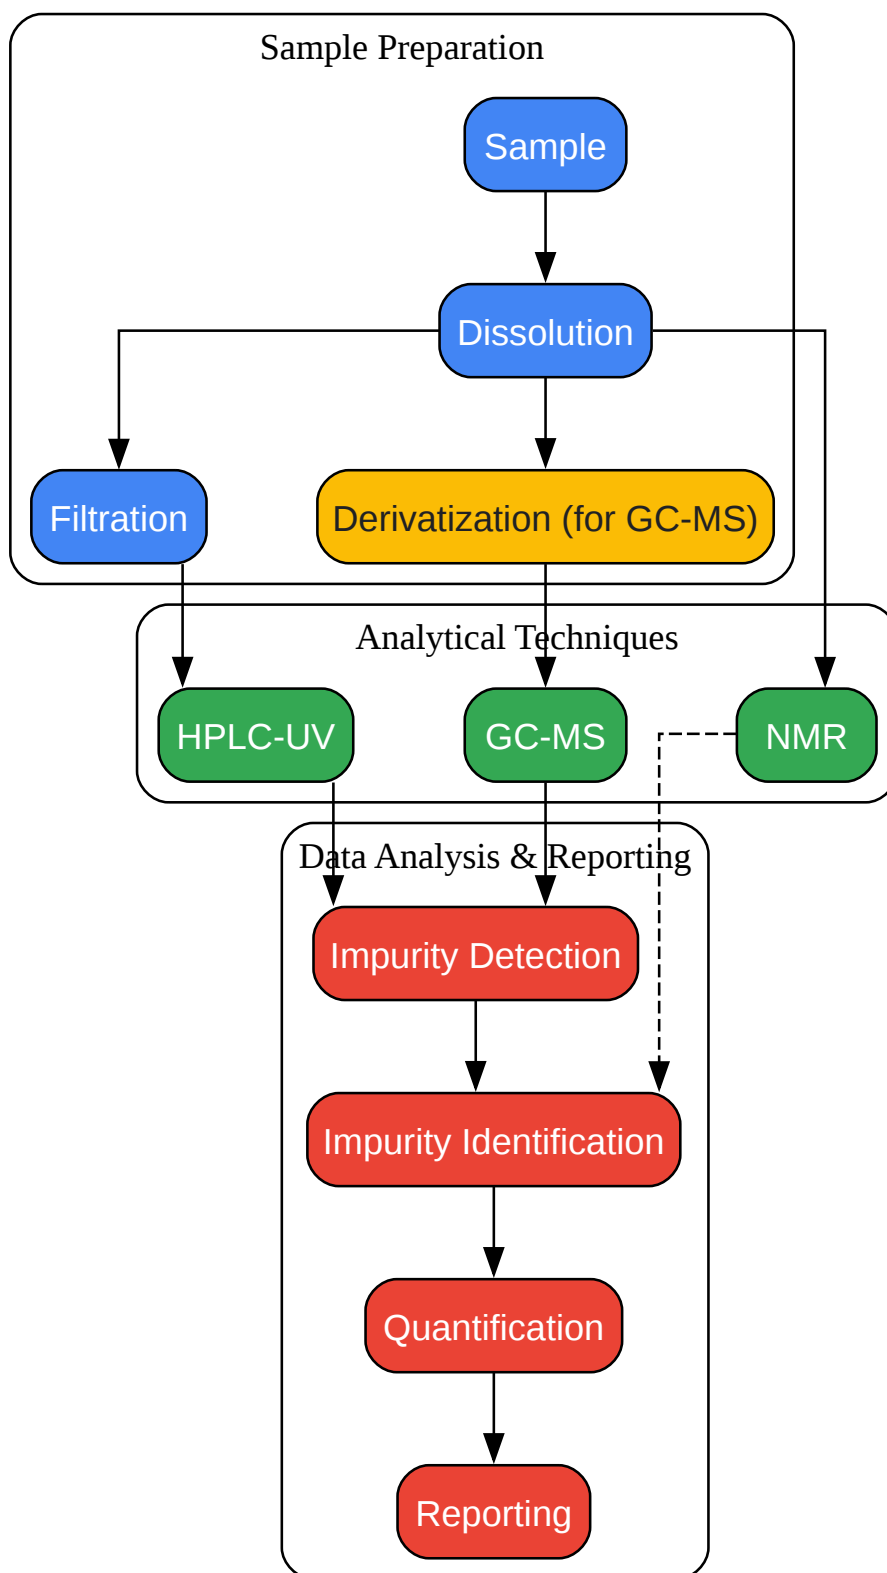 Sample Preparation
Sample
Dissolution
Filtration
Derivatization (for GC-MS)
Analytical Techniques
HPLC-UV
GC-MS
NMR
Data Analysis & Reporting
Impurity Detection
Impurity Identification
Quantification
Reporting